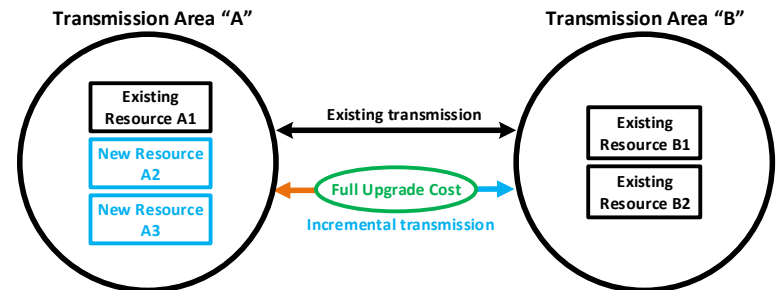 Transmission Area “A”
Transmission Area “B”
Existing
Resource A1
New Resource
A2
New Resource
A3
Existing transmission
Full Upgrade Cost
Incremental transmission
Existing
Resource B1
Existing
Resource B2